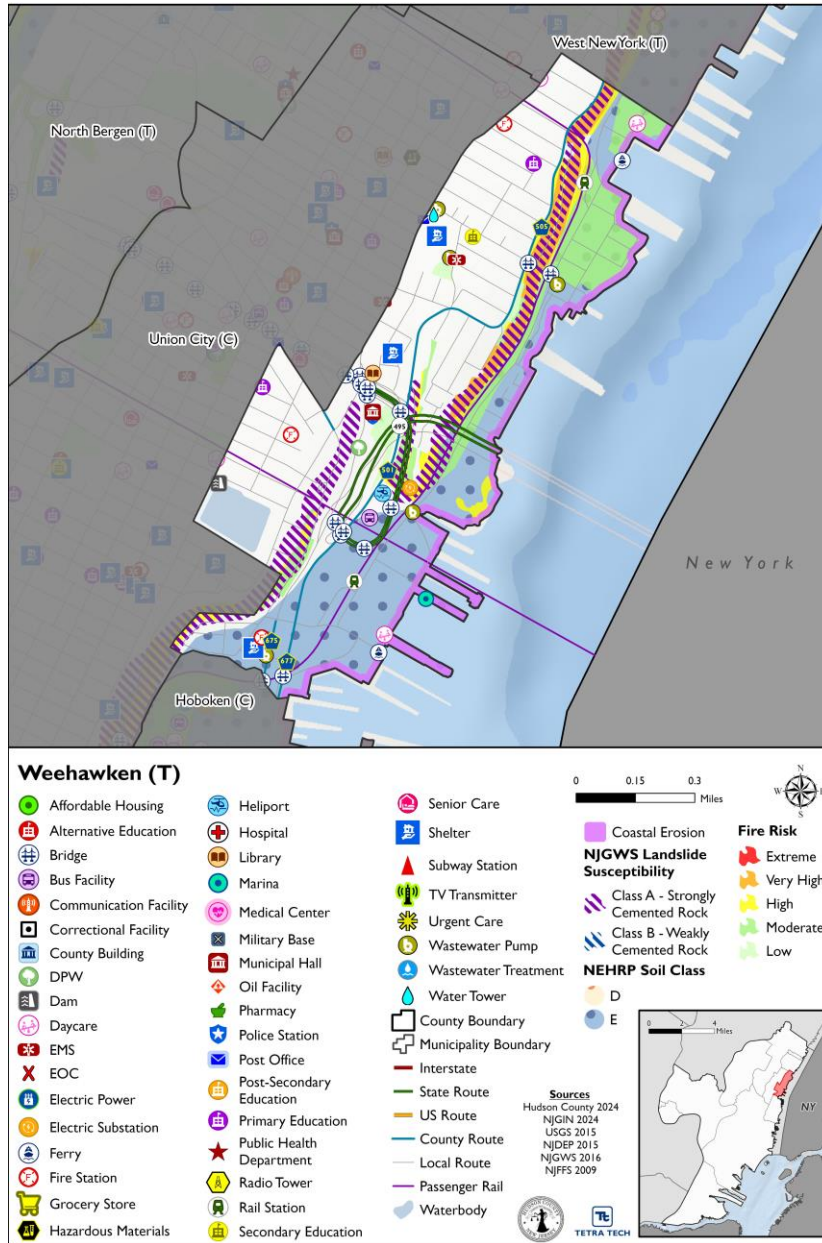 West New York (T)
North Bergen (T)
505
Union City (C)
495
501
New York
675
677
Hoboken (C)
Weehawken (T)
Affordable Housing
Alternative Education
Bridge
Bus Facility
Communication Facility
Correctional Facility
County Building
DPW
Dam
Daycare
EMS
EOC
Electric Power
Electric Substation
Ferry
Fire Station
Grocery Store
Hazardous Materials
Heliport
Hospital
Library
Marina
Medical Center
Military Base
Municipal Hall
Oil Facility
Pharmacy
Police Station
Post Office
Post-Secondary
Education
Primary Education
Public Health
Department
Radio Tower
Rail Station
Secondary Education
Senior Care
Shelter
Subway Station
TV Transmitter
Urgent Care
Wastewater Pump
Wastewater Treatment
Water Tower
County Boundary
Municipality Boundary
Interstate
State Route
US Route
County Route
Local Route
Passenger Rail
Waterbody
0 0.15 0.3
Miles
N
W E
S
Coastal Erosion
NJGWS Landslide
Susceptibility
Class A - Strongly
Cemented Rock
Class B - Weakly
Cemented Rock
NEHRP Soil Class
D
E
Fire Risk
Extreme
Very High
High
Moderate
Low
Sources
Hudson County 2024
NJGIN 2024
USGS 2015
NJDEP 2015
NJGWS 2016
NJFFS 2009
TETRA TECH
0 2 4
Miles
NY